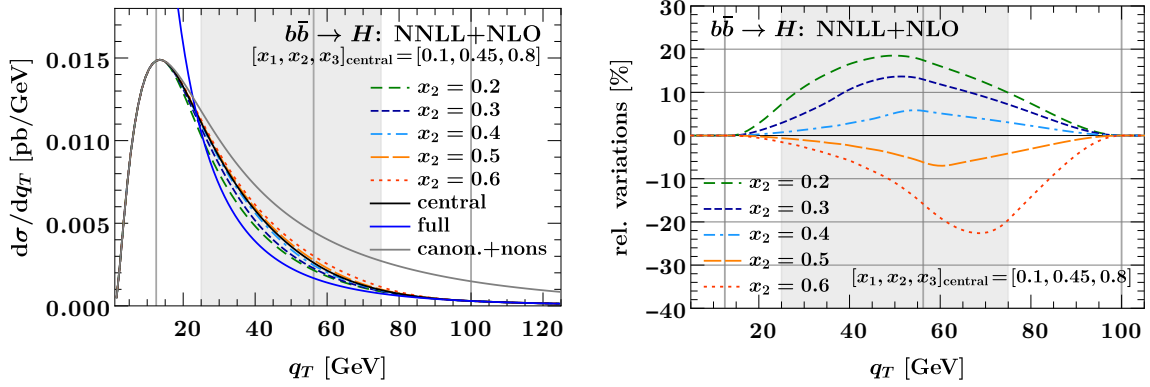 bb̄ → H: NNLL+NLO
[x₁, x₂, x₃]central = [0.1, 0.45, 0.8]
x₂ = 0.2
x₂ = 0.3
x₂ = 0.4
x₂ = 0.5
x₂ = 0.6
central
full
canon.+nons
0.015
0.010
0.005
0.000
dσ/dqT [pb/GeV]
20
40
60
80
100
120
qT [GeV]
bb̄ → H: NNLL+NLO
30
20
10
0
−10
−20
−30
−40
rel. variations [%]
x₂ = 0.2
x₂ = 0.3
x₂ = 0.4
x₂ = 0.5
x₂ = 0.6
[x₁, x₂, x₃]central = [0.1, 0.45, 0.8]
20
40
60
80
100
qT [GeV]